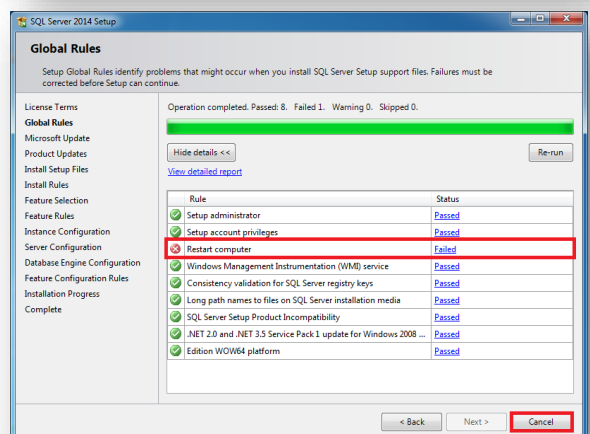 SQL Server 2014 Setup
Global Rules
Setup Global Rules identify problems that might occur when you install SQL Server Setup support files. Failures must be
corrected before Setup can continue.
License Terms
Global Rules
Microsoft Update
Product Updates
Install Setup Files
Install Rules
Feature Selection
Feature Rules
Instance Configuration
Server Configuration
Database Engine Configuration
Feature Configuration Rules
Installation Progress
Complete
Operation completed. Passed: 8. Failed 1. Warning 0. Skipped 0.
Hide details << Re-run
View detailed report
Rule Status
Setup administrator Passed
Setup account privileges Passed
Restart computer Failed
Windows Management Instrumentation (WMI) service Passed
Consistency validation for SQL Server registry keys Passed
Long path names to files on SQL Server installation media Passed
SQL Server Setup Product Incompatibility Passed
.NET 2.0 and .NET 3.5 Service Pack 1 update for Windows 2008 ... Passed
Edition WOW64 platform Passed
< Back Next > Cancel